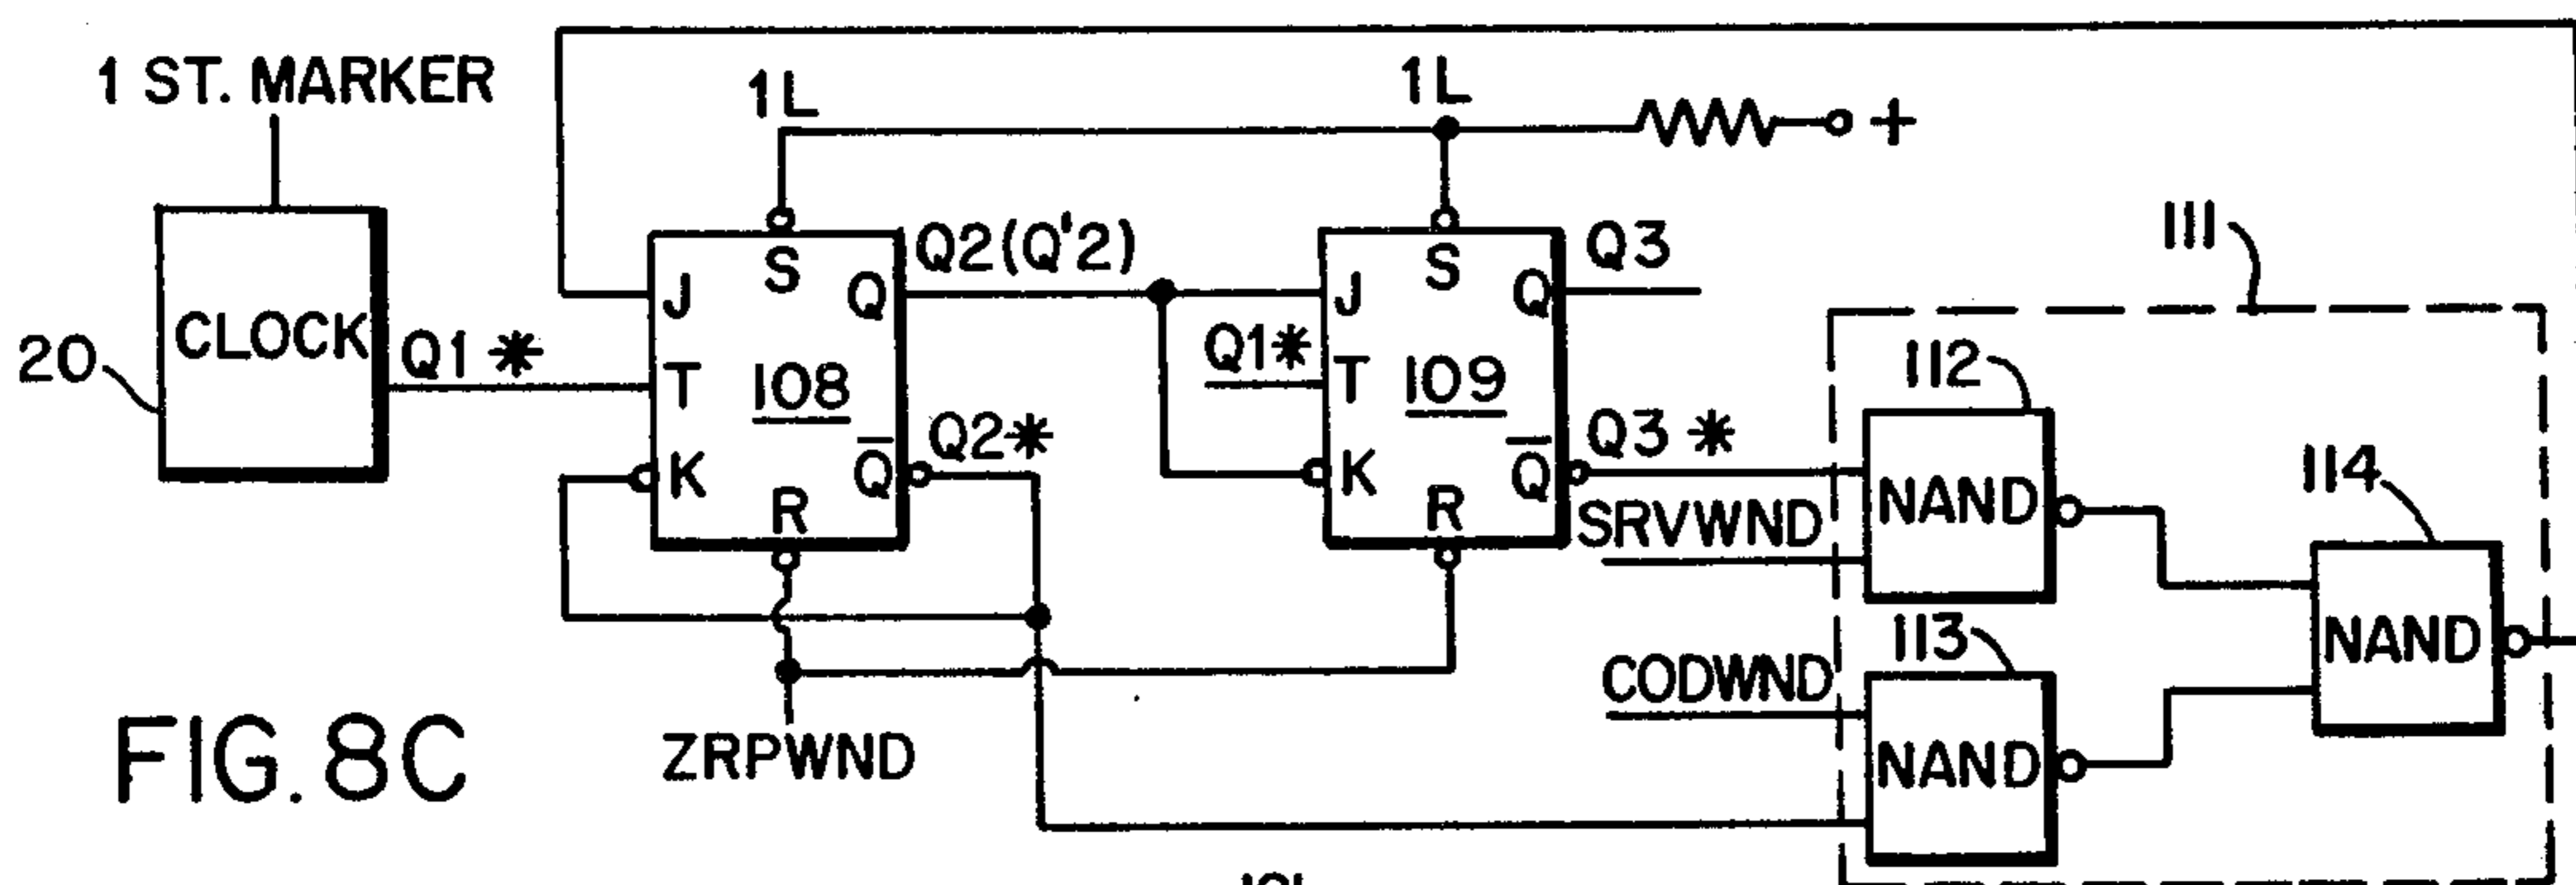 1 ST. MARKER
CLOCK
20
Q1 *
1L
J
S
Q
T
108
K
R
Q̅
Q2(Q'2)
Q2*
ZRPWND
1L
+
J
S
Q
Q1*
T
109
K
R
Q̅
Q3
Q3 *
SRVWND
CODWND
111
112
NAND
113
NAND
114
NAND
FIG. 8C